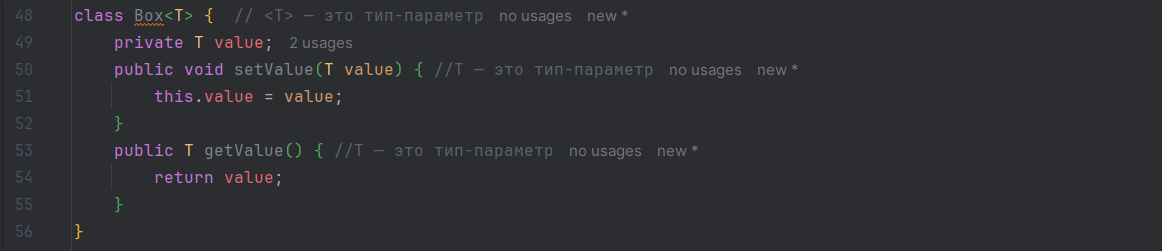 48 class Box<T> {  // <T> — это тип-параметр  no usages  new *
49     private T value;  2 usages
50     public void setValue(T value) { //T — это тип-параметр  no usages  new *
51         this.value = value;
52     }
53     public T getValue() { //T — это тип-параметр  no usages  new *
54         return value;
55     }
56 }